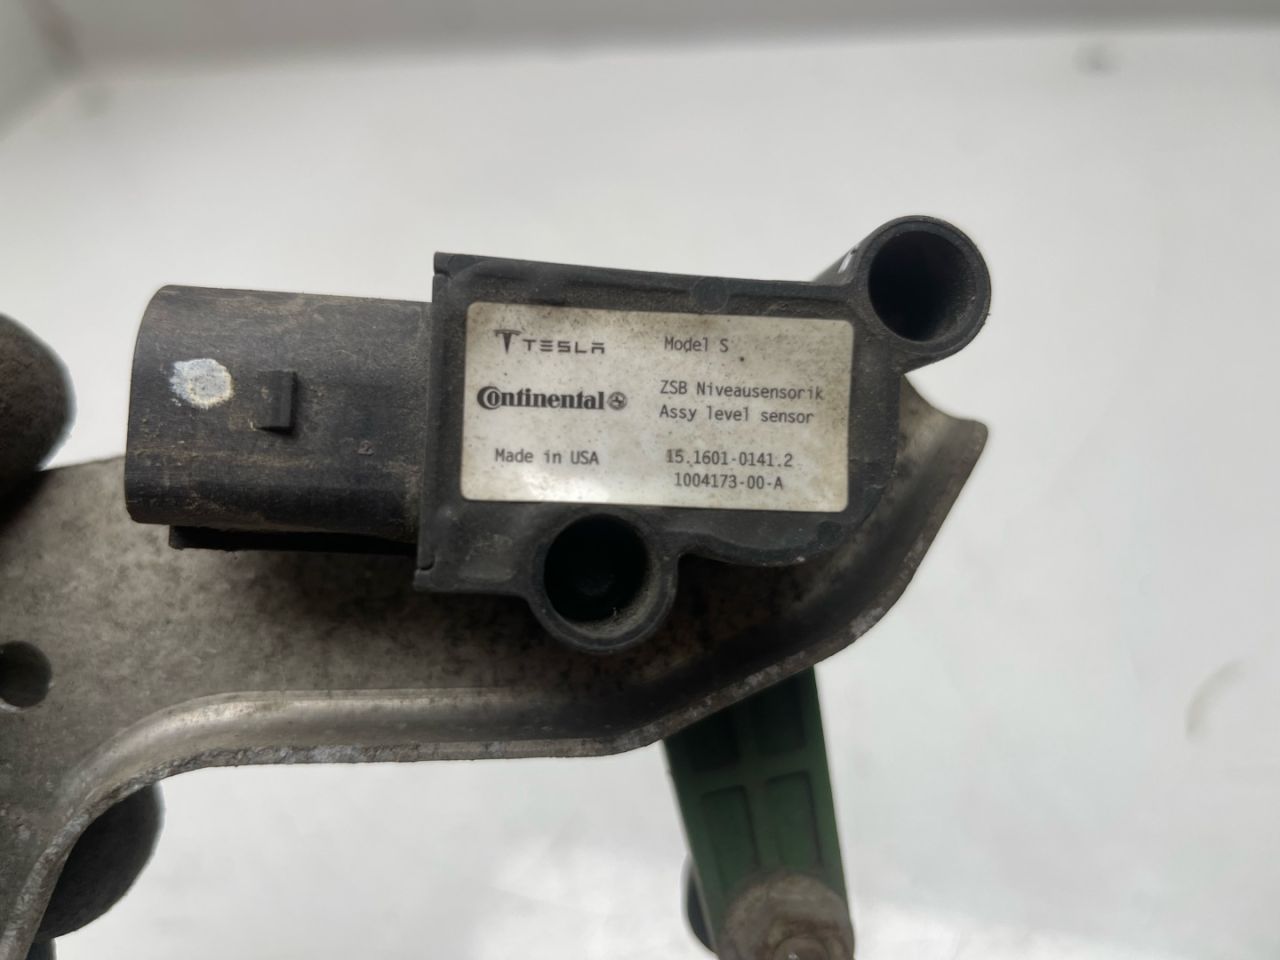 TESLA Model S
Continental ZSB Niveausensorik
Assy level sensor
Made in USA 15.1601-0141.2
1004173-00-A